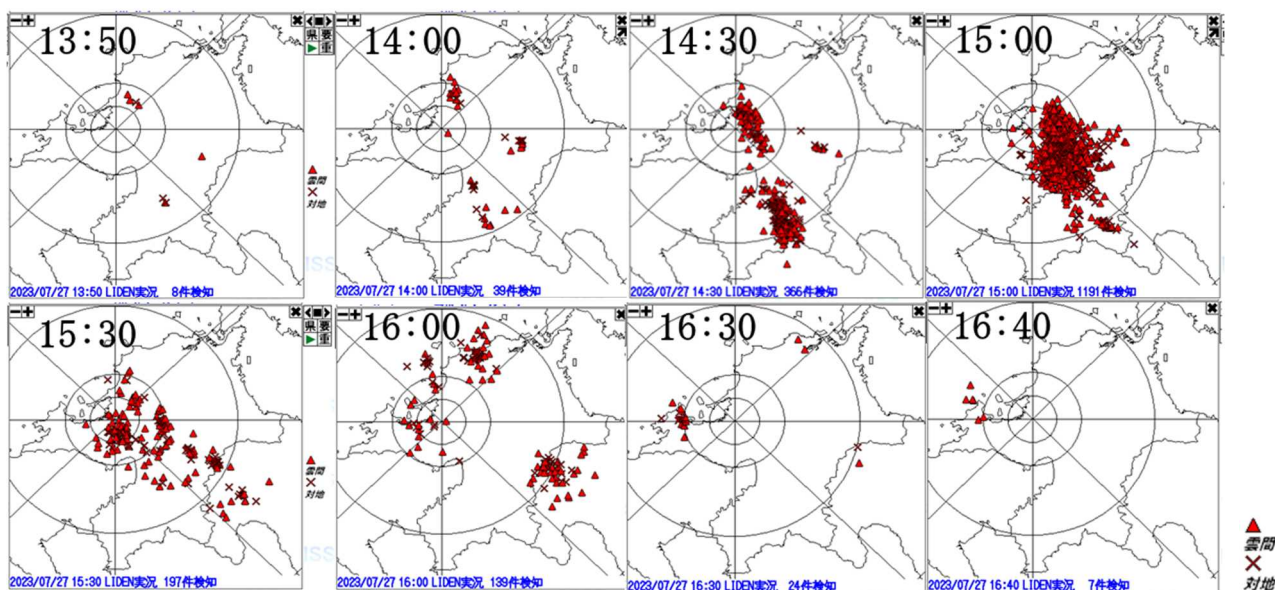 13:50
県 要
重
雲間
対地
2023/07/27 13:50 LIDEN実況 8件検知
14:00
2023/07/27 14:00 LIDEN実況 39件検知
14:30
2023/07/27 14:30 LIDEN実況 366件検知
15:00
2023/07/27 15:00 LIDEN実況 1191件検知
15:30
県 要
重
雲間
対地
2023/07/27 15:30 LIDEN実況 197件検知
16:00
2023/07/27 16:00 LIDEN実況 139件検知
16:30
2023/07/27 16:30 LIDEN実況 24件検知
16:40
2023/07/27 16:40 LIDEN実況 7件検知
雲間
対地